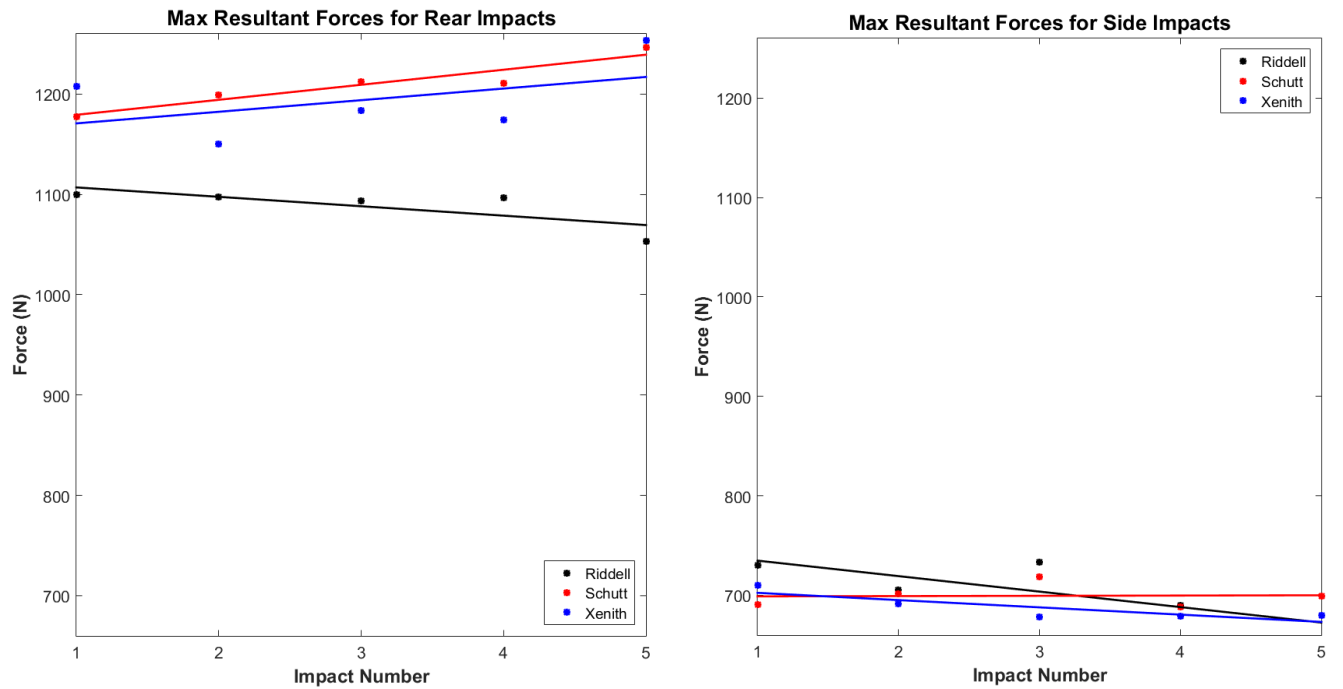 Max Resultant Forces for Rear Impacts
1200
1100
1000
900
800
700
Force (N)
1 2 3 4 5
Impact Number
Riddell
Schutt
Xenith
Max Resultant Forces for Side Impacts
1200
1100
1000
900
800
700
Force (N)
1 2 3 4 5
Impact Number
Riddell
Schutt
Xenith